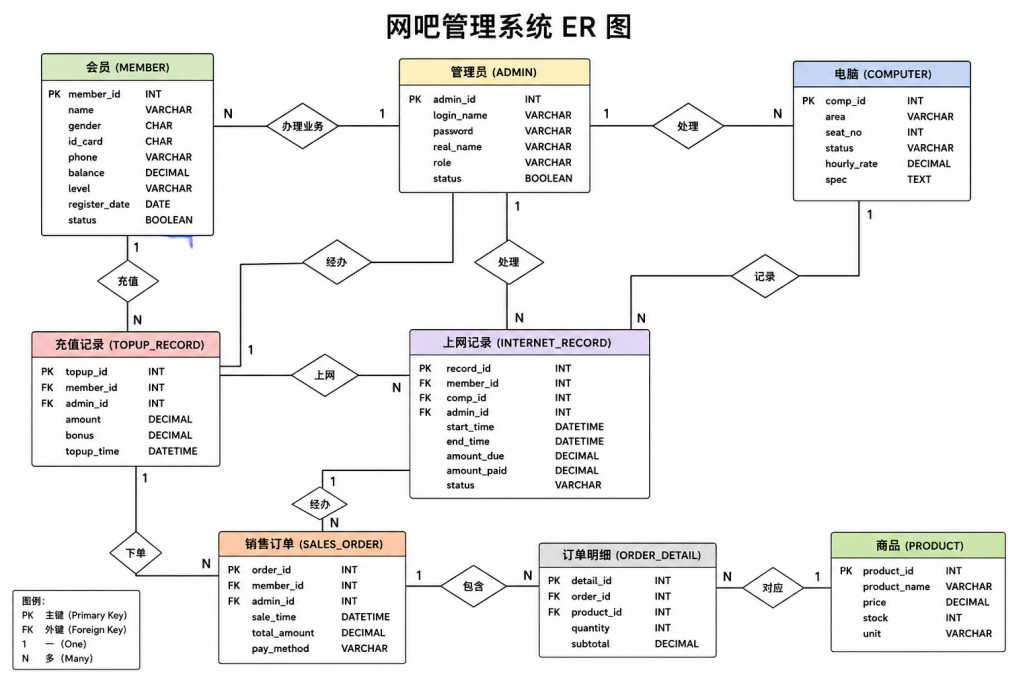 网吧管理系统 ER 图
会员 (MEMBER)
PK member_id INT
name VARCHAR
gender CHAR
id_card CHAR
phone VARCHAR
balance DECIMAL
level VARCHAR
register_date DATE
status BOOLEAN
N
办理业务
1
管理员 (ADMIN)
PK admin_id INT
login_name VARCHAR
password VARCHAR
real_name VARCHAR
role VARCHAR
status BOOLEAN
1
处理
N
电脑 (COMPUTER)
PK comp_id INT
area VARCHAR
seat_no INT
status VARCHAR
hourly_rate DECIMAL
spec TEXT
1
充值
N
经办
1
1
处理
N
1
记录
N
充值记录 (TOPUP_RECORD)
PK topup_id INT
FK member_id INT
FK admin_id INT
amount DECIMAL
bonus DECIMAL
topup_time DATETIME
上网
N
上网记录 (INTERNET_RECORD)
PK record_id INT
FK member_id INT
FK comp_id INT
FK admin_id INT
start_time DATETIME
end_time DATETIME
amount_due DECIMAL
amount_paid DECIMAL
status VARCHAR
1
下单
N
1
经办
N
销售订单 (SALES_ORDER)
PK order_id INT
FK member_id INT
FK admin_id INT
sale_time DATETIME
total_amount DECIMAL
pay_method VARCHAR
1
包含
N
订单明细 (ORDER_DETAIL)
PK detail_id INT
FK order_id INT
FK product_id INT
quantity INT
subtotal DECIMAL
N
对应
1
商品 (PRODUCT)
PK product_id INT
product_name VARCHAR
price DECIMAL
stock INT
unit VARCHAR
图例：
PK 主键 (Primary Key)
FK 外键 (Foreign Key)
1 一 (One)
N 多 (Many)